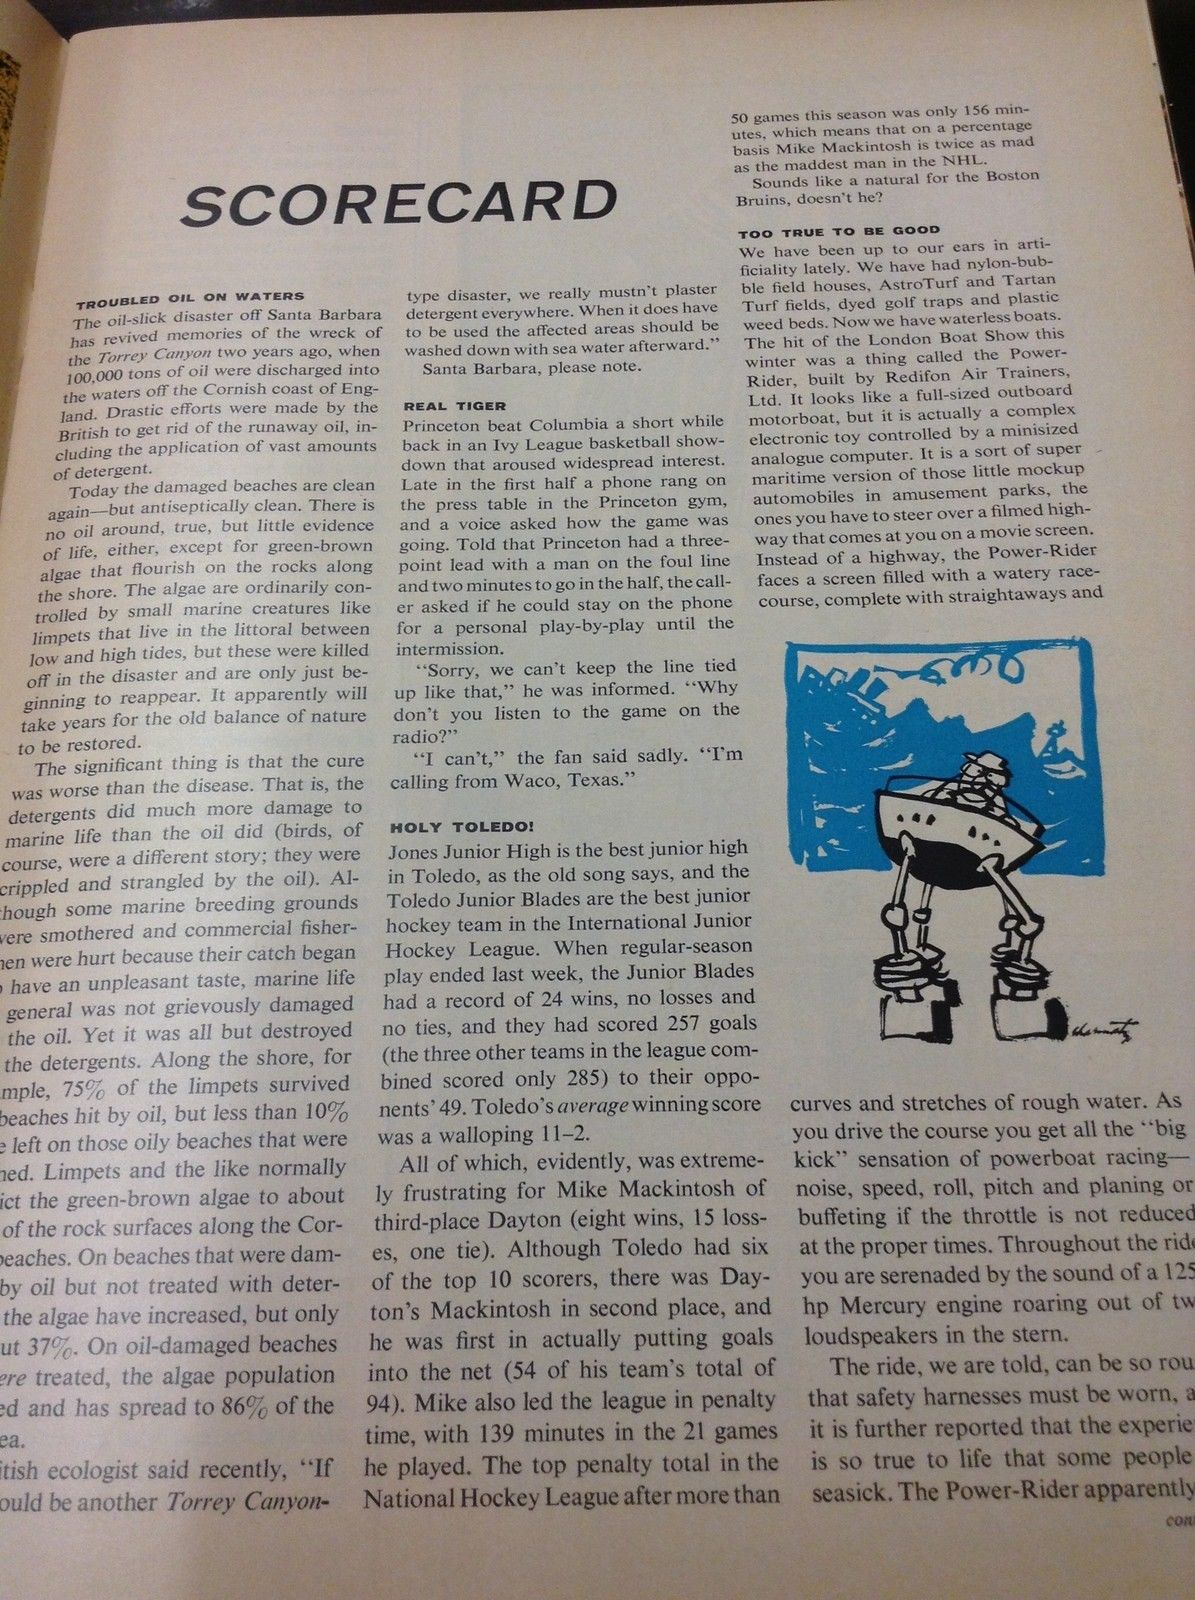 SCORECARD
TROUBLED OIL ON WATERS
The oil-slick disaster off Santa Barbara
has revived memories of the wreck of
the Torrey Canyon two years ago, when
100,000 tons of oil were discharged into
the waters off the Cornish coast of Eng-
land. Drastic efforts were made by the
British to get rid of the runaway oil, in-
cluding the application of vast amounts
of detergent.
Today the damaged beaches are clean
again—but antiseptically clean. There is
no oil around, true, but little evidence
of life, either, except for green-brown
algae that flourish on the rocks along
the shore. The algae are ordinarily con-
trolled by small marine creatures like
limpets that live in the littoral between
low and high tides, but these were killed
off in the disaster and are only just be-
ginning to reappear. It apparently will
take years for the old balance of nature
to be restored.
The significant thing is that the cure
was worse than the disease. That is, the
detergents did much more damage to
marine life than the oil did (birds, of
course, were a different story; they were
crippled and strangled by the oil). Al-
hough some marine breeding grounds
were smothered and commercial fisher-
men were hurt because their catch began
have an unpleasant taste, marine life
general was not grievously damaged
the oil. Yet it was all but destroyed
the detergents. Along the shore, for
mple, 75% of the limpets survived
beaches hit by oil, but less than 10%
left on those oily beaches that were
ned. Limpets and the like normally
ict the green-brown algae to about
of the rock surfaces along the Cor-
beaches. On beaches that were dam-
by oil but not treated with deter-
the algae have increased, but only
ut 37%. On oil-damaged beaches
ere treated, the algae population
ed and has spread to 86% of the
ea.
itish ecologist said recently, “If
ould be another Torrey Canyon-
type disaster, we really mustn't plaster
detergent everywhere. When it does have
to be used the affected areas should be
washed down with sea water afterward.”
Santa Barbara, please note.
REAL TIGER
Princeton beat Columbia a short while
back in an Ivy League basketball show-
down that aroused widespread interest.
Late in the first half a phone rang on
the press table in the Princeton gym,
and a voice asked how the game was
going. Told that Princeton had a three-
point lead with a man on the foul line
and two minutes to go in the half, the call-
er asked if he could stay on the phone
for a personal play-by-play until the
intermission.
“Sorry, we can't keep the line tied
up like that,” he was informed. “Why
don't you listen to the game on the
radio?”
“I can't,” the fan said sadly. “I'm
calling from Waco, Texas.”
HOLY TOLEDO!
Jones Junior High is the best junior high
in Toledo, as the old song says, and the
Toledo Junior Blades are the best junior
hockey team in the International Junior
Hockey League. When regular-season
play ended last week, the Junior Blades
had a record of 24 wins, no losses and
no ties, and they had scored 257 goals
(the three other teams in the league com-
bined scored only 285) to their oppo-
nents' 49. Toledo's average winning score
was a walloping 11–2.
All of which, evidently, was extreme-
ly frustrating for Mike Mackintosh of
third-place Dayton (eight wins, 15 loss-
es, one tie). Although Toledo had six
of the top 10 scorers, there was Day-
ton's Mackintosh in second place, and
he was first in actually putting goals
into the net (54 of his team's total of
94). Mike also led the league in penalty
time, with 139 minutes in the 21 games
he played. The top penalty total in the
National Hockey League after more than
50 games this season was only 156 min-
utes, which means that on a percentage
basis Mike Mackintosh is twice as mad
as the maddest man in the NHL.
Sounds like a natural for the Boston
Bruins, doesn't he?
TOO TRUE TO BE GOOD
We have been up to our ears in arti-
ficiality lately. We have had nylon-bub-
ble field houses, AstroTurf and Tartan
Turf fields, dyed golf traps and plastic
weed beds. Now we have waterless boats.
The hit of the London Boat Show this
winter was a thing called the Power-
Rider, built by Redifon Air Trainers,
Ltd. It looks like a full-sized outboard
motorboat, but it is actually a complex
electronic toy controlled by a minisized
analogue computer. It is a sort of super
maritime version of those little mockup
automobiles in amusement parks, the
ones you have to steer over a filmed high-
way that comes at you on a movie screen.
Instead of a highway, the Power-Rider
faces a screen filled with a watery race-
course, complete with straightaways and
curves and stretches of rough water. As
you drive the course you get all the “big
kick” sensation of powerboat racing—
noise, speed, roll, pitch and planing or
buffeting if the throttle is not reduced
at the proper times. Throughout the ride
you are serenaded by the sound of a 125
hp Mercury engine roaring out of tw
loudspeakers in the stern.
The ride, we are told, can be so rou
that safety harnesses must be worn, a
it is further reported that the experie
is so true to life that some people
seasick. The Power-Rider apparently
con